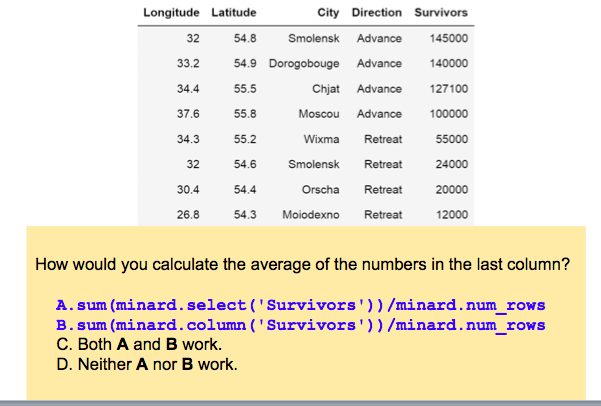 Longitude Latitude City Direction Survivors
32 54.8 Smolensk Advance 145000
33.2 54.9 Dorogobouge Advance 140000
34.4 55.5 Chjat Advance 127100
37.6 55.8 Moscou Advance 100000
34.3 55.2 Wixma Retreat 55000
32 54.6 Smolensk Retreat 24000
30.4 54.4 Orscha Retreat 20000
26.8 54.3 Moiodexno Retreat 12000
How would you calculate the average of the numbers in the last column?
A.sum(minard.select('Survivors'))/minard.num_rows
B.sum(minard.column('Survivors'))/minard.num_rows
C. Both A and B work.
D. Neither A nor B work.